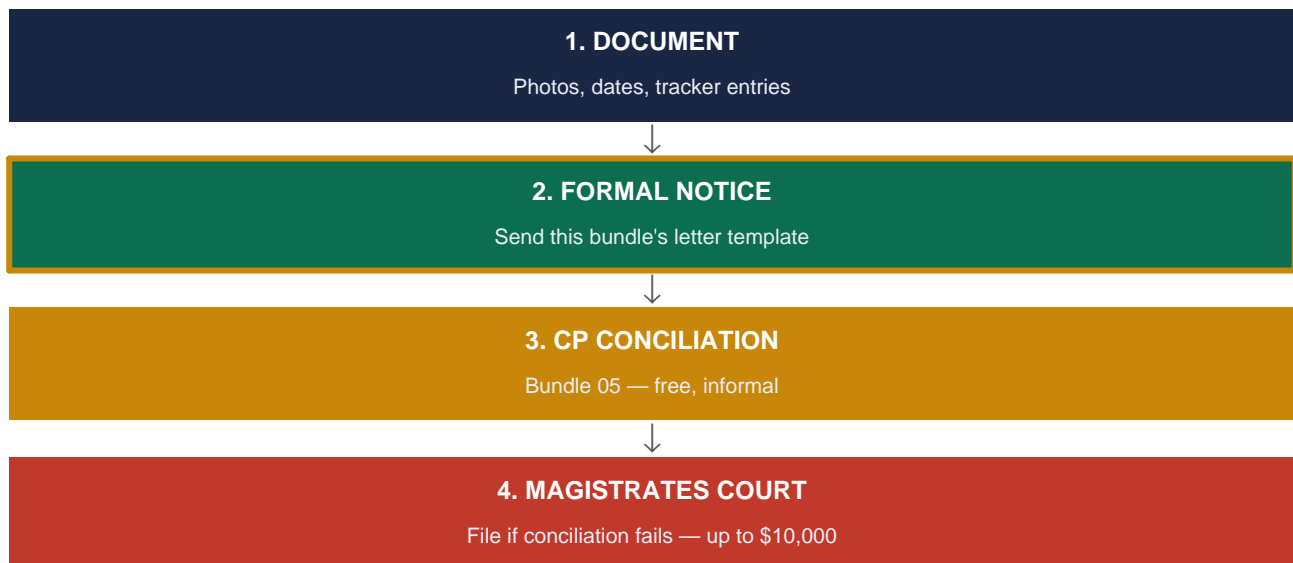 1. DOCUMENT
Photos, dates, tracker entries
2. FORMAL NOTICE
Send this bundle's letter template
3. CP CONCILIATION
Bundle 05 — free, informal
4. MAGISTRATES COURT
File if conciliation fails — up to $10,000